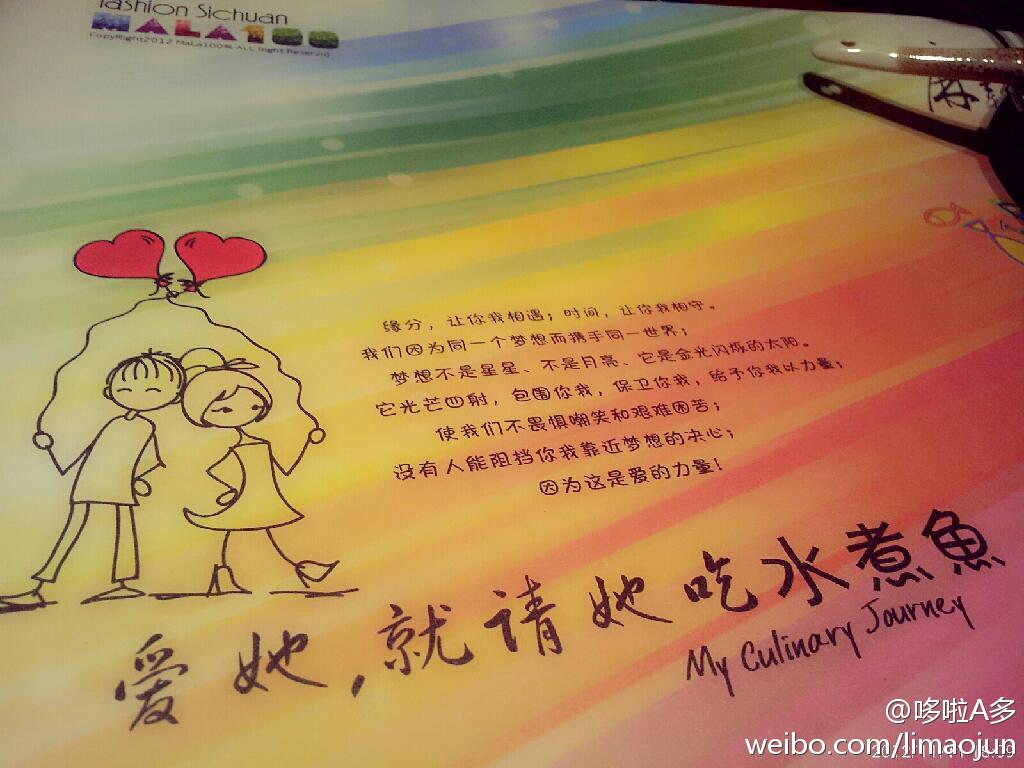 fashion Sichuan
MALA100
CopyRight2012 MaLa100% ALL Right Reserved
缘分，让你我相遇；时间，让你我相守。
我们因为同一个梦想而携手同一世界；
梦想不是星星、不是月亮、它是金光闪烁的太阳。
它光芒四射，包围你我，保卫你我，给予你我以力量；
使我们不畏惧嘲笑和艰难困苦；
没有人能阻挡你我靠近梦想的决心；
因为这是爱的力量！
爱她,就请她吃水煮魚
My Culinary Journey
@哆啦A多
weibo.com/limaojun